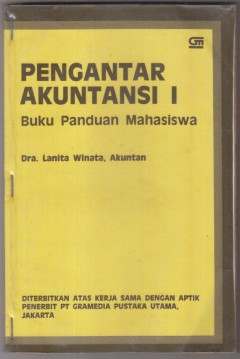 GM
PENGANTAR
AKUNTANSI I
Buku Panduan Mahasiswa
Dra. Lanita Winata, Akuntan
DITERBITKAN ATAS KERJA SAMA DENGAN APTIK
PENERBIT PT GRAMEDIA PUSTAKA UTAMA,
JAKARTA